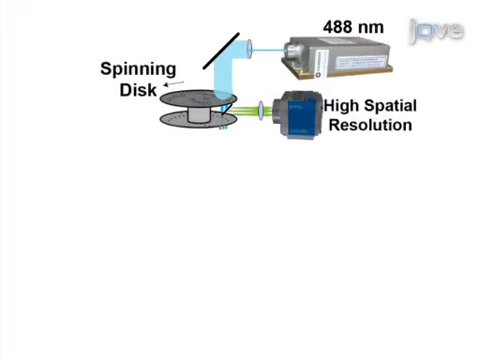 jove
488 nm
Spinning
Disk
High Spatial
Resolution